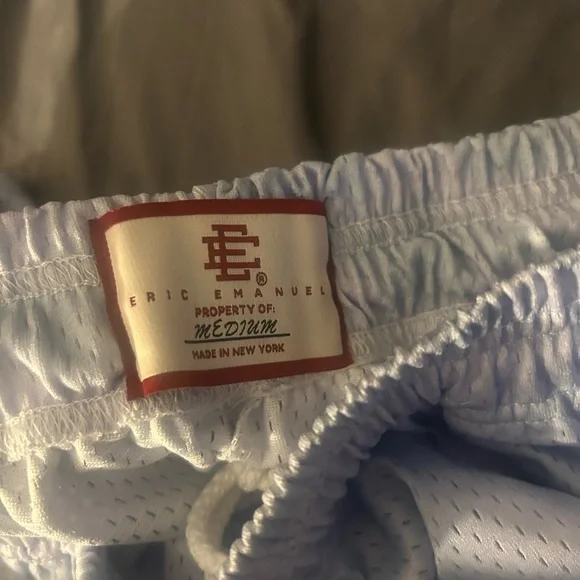 EE®
ERIC EMANUEL
PROPERTY OF:
MEDIUM
MADE IN NEW YORK